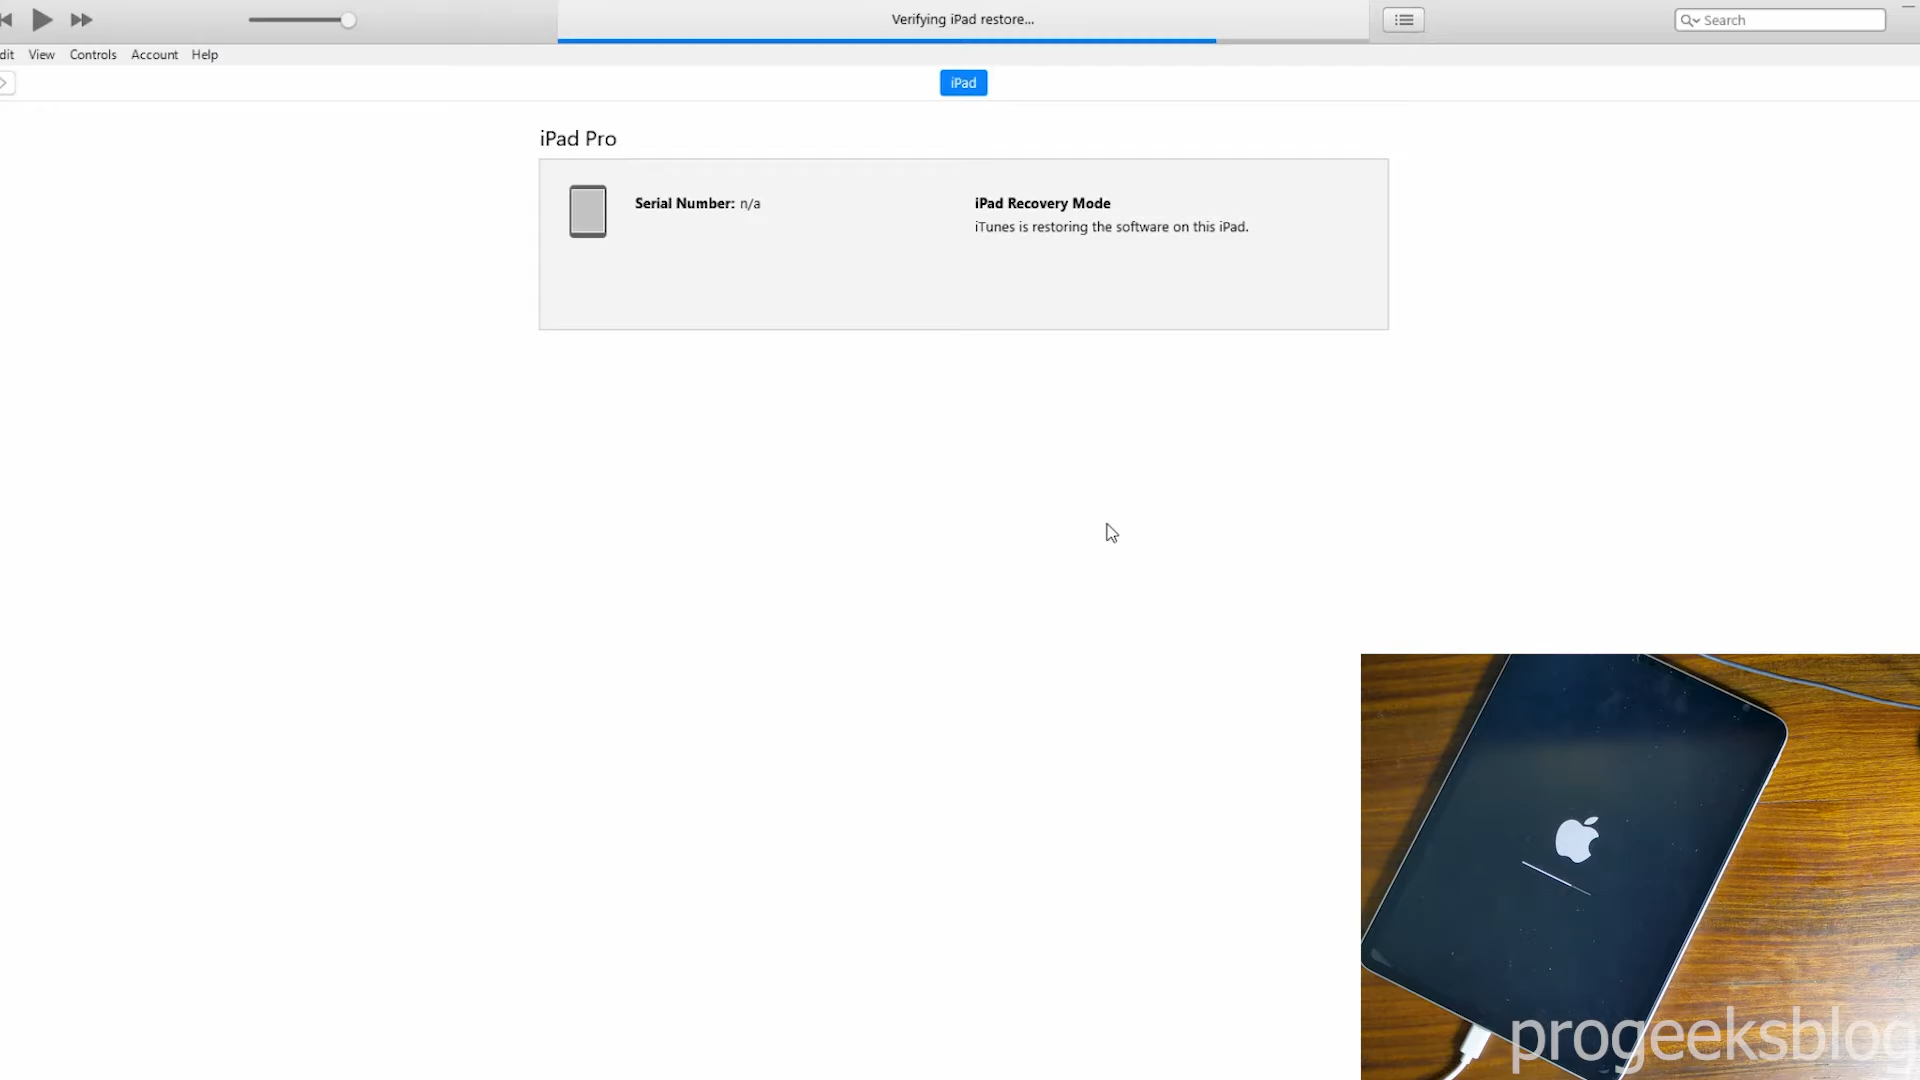 Verifying iPad restore...
Search
dit View Controls Account Help
iPad
iPad Pro
Serial Number: n/a
iPad Recovery Mode
iTunes is restoring the software on this iPad.
progeeksblog